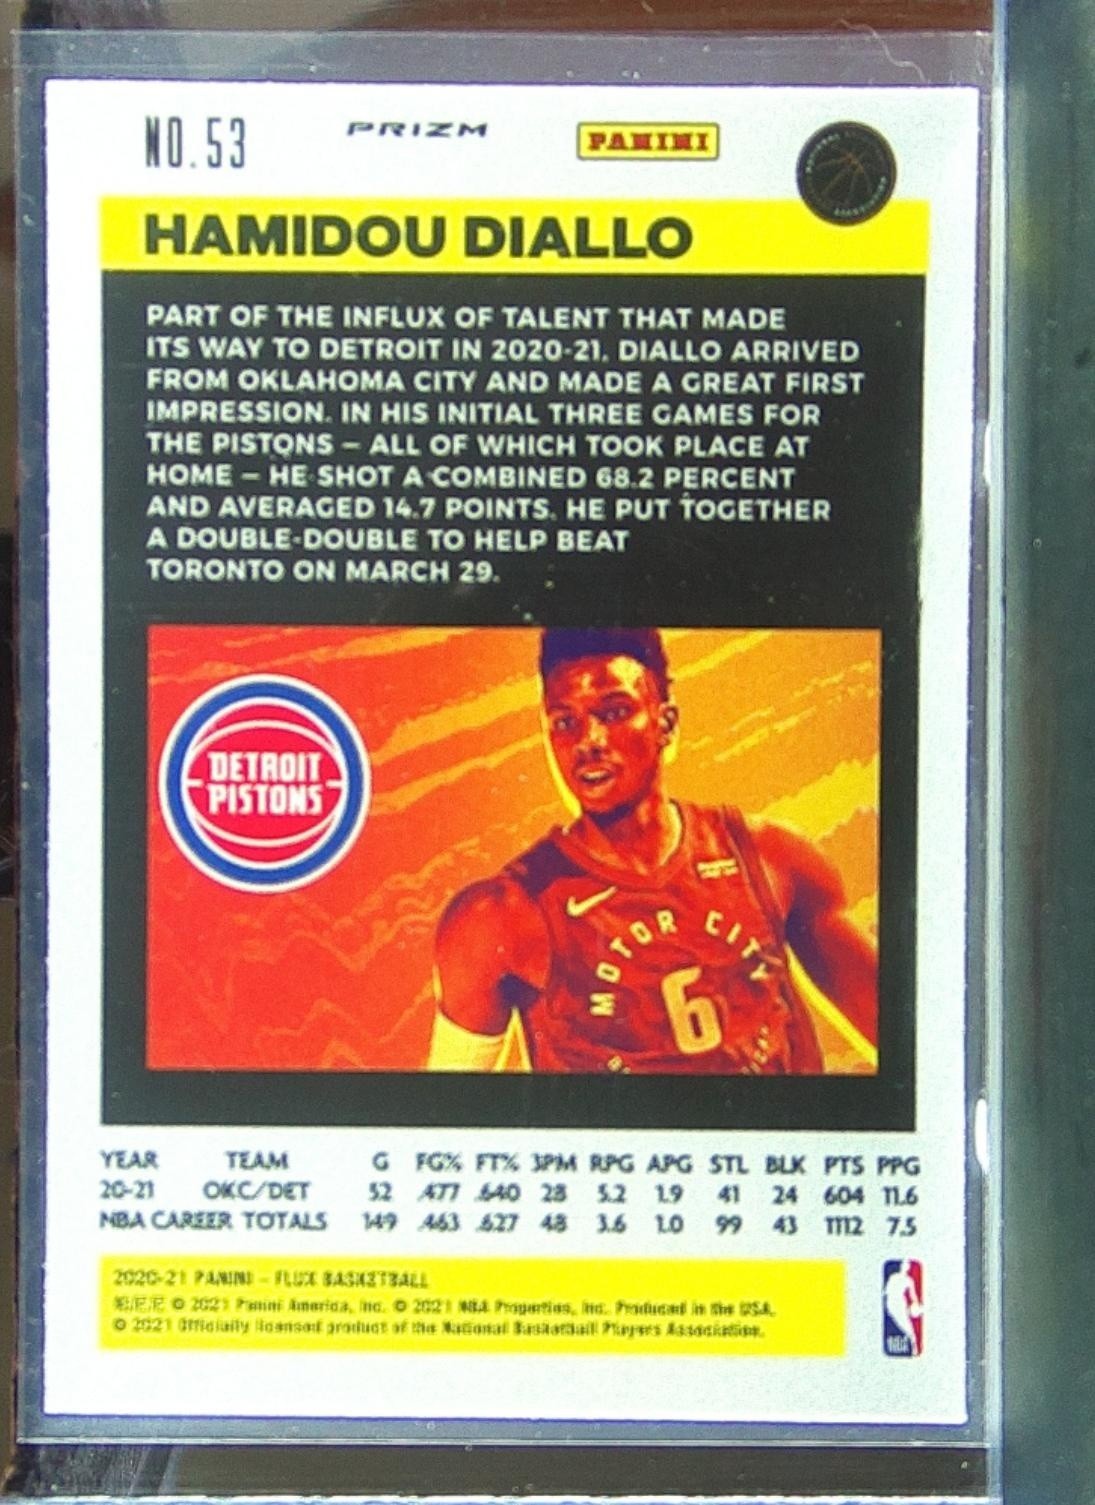 NO.53
PRIZM
PANINI
HAMIDOU DIALLO
PART OF THE INFLUX OF TALENT THAT MADE
ITS WAY TO DETROIT IN 2020-21, DIALLO ARRIVED
FROM OKLAHOMA CITY AND MADE A GREAT FIRST
IMPRESSION. IN HIS INITIAL THREE GAMES FOR
THE PISTONS – ALL OF WHICH TOOK PLACE AT
HOME – HE SHOT A COMBINED 68.2 PERCENT
AND AVERAGED 14.7 POINTS. HE PUT TOGETHER
A DOUBLE-DOUBLE TO HELP BEAT
TORONTO ON MARCH 29.
DETROIT
PISTONS
MOTOR CITY
6
YEAR TEAM G FG% FT% 3PM RPG APG STL BLK PTS PPG
20-21 OKC/DET 52 .477 .640 28 5.2 1.9 41 24 604 11.6
NBA CAREER TOTALS 149 .463 .627 48 3.6 1.0 99 43 1112 7.5
2020-21 PANINI – FLUX BASKETBALL
© 2021 Panini America, Inc. © 2021 NBA Properties, Inc. Produced in the USA.
© 2021 Officially licensed product of the National Basketball Players Association.
NBA